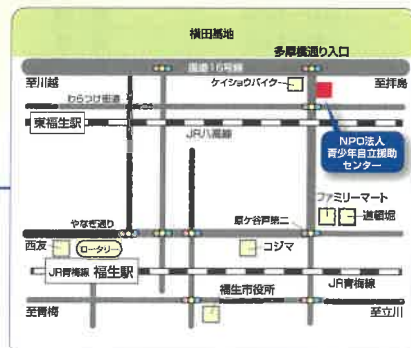 横田基地
多摩橋通り入口
国道16号線
至川越
ケイショウバイク
至拝島
わらつけ街道
東福生駅
JR八高線
NPO法人
青少年自立援助
センター
ファミリーマート
道頓堀
やなぎ通り
原ケ谷戸第二
西友
ロータリー
コジマ
JR青梅線 福生駅
JR青梅線
福生市役所
至青梅
至立川